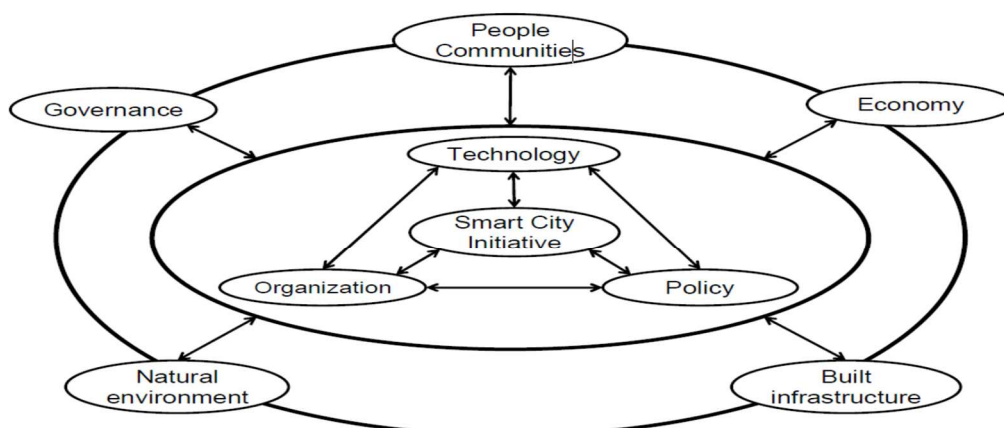 People
Communities
Governance
Economy
Technology
Smart City
Initiative
Organization
Policy
Natural
environment
Built
infrastructure